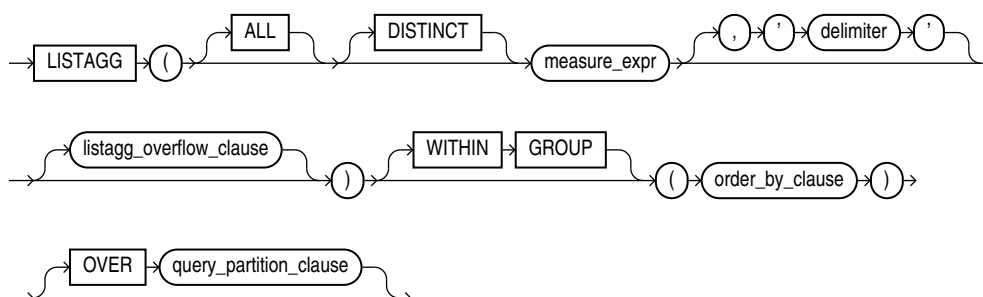 LISTAGG ( ALL DISTINCT measure_expr , ' delimiter '
listagg_overflow_clause ) WITHIN GROUP ( order_by_clause )
OVER query_partition_clause